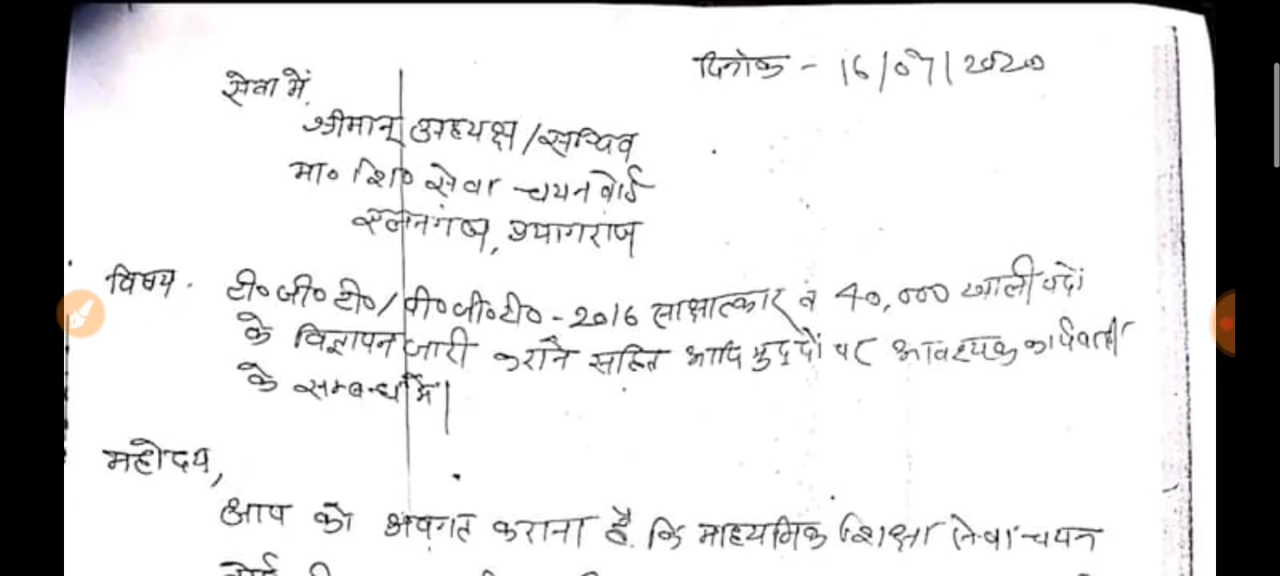 दिनांक - 16/07/2020
सेवा में,
श्रीमान् अध्यक्ष/सचिव
मा० शि० सेवा चयन बोर्ड
एलनगंज, प्रयागराज
विषय. टी०जी०टी०/पी०जी०टी० - 2016 साक्षात्कार व 40,000 खाली पदों
के विज्ञापन जारी कराने सहित आदि मुद्दों पर आवश्यक कार्यवाही
के सम्बन्ध में।
महोदय,
आप को अवगत कराना है कि माध्यमिक शिक्षा सेवा चयन
बोर्ड